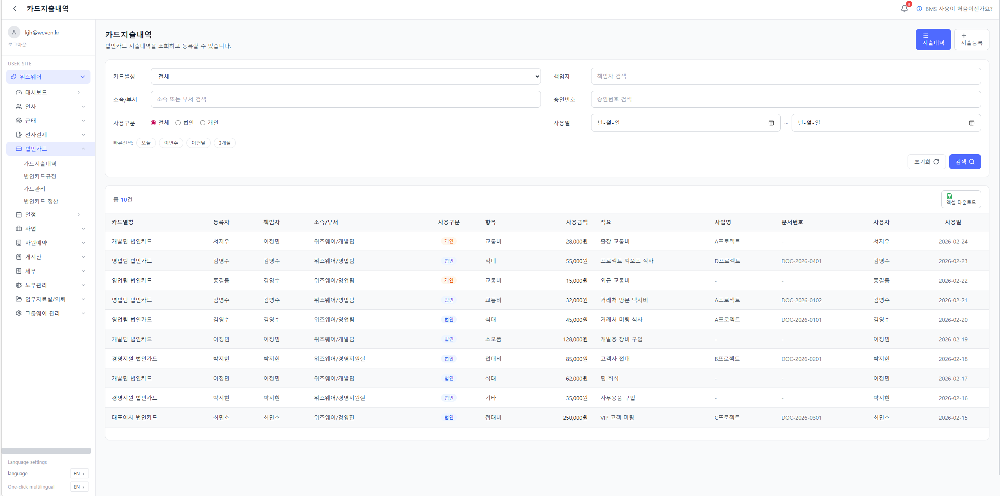 카드지출내역
2
BMS 사용이 처음이신가요?
kjh@weven.kr
로그아웃
USER SITE
위즈웨어
대시보드
인사
근태
전자결재
법인카드
카드지출내역
법인카드규정
카드관리
법인카드 정산
일정
사업
자원예약
게시판
세무
노무관리
업무자료실/의뢰
그룹웨어 관리
Language settings
language EN ›
One-click multilingual EN ›
카드지출내역
법인카드 지출내역을 조회하고 등록할 수 있습니다.
지출내역
지출등록
카드별칭 전체 책임자 책임자 검색
소속/부서 소속 또는 부서 검색 승인번호 승인번호 검색
사용구분 전체 법인 개인 사용일 년-월-일 ~ 년-월-일
빠른선택: 오늘 이번주 이번달 3개월
초기화 검색
총 10건 엑셀 다운로드
카드별칭 등록자 책임자 소속/부서 사용구분 항목 사용금액 적요 사업명 문서번호 사용자 사용일
개발팀 법인카드 서지우 이정민 위즈웨어/개발팀 개인 교통비 28,000원 출장 교통비 A프로젝트 - 서지우 2026-02-24
영업팀 법인카드 김영수 김영수 위즈웨어/영업팀 법인 식대 55,000원 프로젝트 킥오프 식사 D프로젝트 DOC-2026-0401 김영수 2026-02-23
영업팀 법인카드 홍길동 김영수 위즈웨어/영업팀 개인 교통비 15,000원 외근 교통비 - - 홍길동 2026-02-22
영업팀 법인카드 김영수 김영수 위즈웨어/영업팀 법인 교통비 32,000원 거래처 방문 택시비 A프로젝트 DOC-2026-0102 김영수 2026-02-21
영업팀 법인카드 김영수 김영수 위즈웨어/영업팀 법인 식대 45,000원 거래처 미팅 식사 A프로젝트 DOC-2026-0101 김영수 2026-02-20
개발팀 법인카드 이정민 이정민 위즈웨어/개발팀 법인 소모품 128,000원 개발용 장비 구입 - - 이정민 2026-02-19
경영지원 법인카드 박지현 박지현 위즈웨어/경영지원실 법인 접대비 85,000원 고객사 접대 B프로젝트 DOC-2026-0201 박지현 2026-02-18
개발팀 법인카드 이정민 이정민 위즈웨어/개발팀 법인 식대 62,000원 팀 회식 - - 이정민 2026-02-17
경영지원 법인카드 박지현 박지현 위즈웨어/경영지원실 법인 기타 35,000원 사무용품 구입 - - 박지현 2026-02-16
대표이사 법인카드 최민호 최민호 위즈웨어/경영진 법인 접대비 250,000원 VIP 고객 미팅 C프로젝트 DOC-2026-0301 최민호 2026-02-15